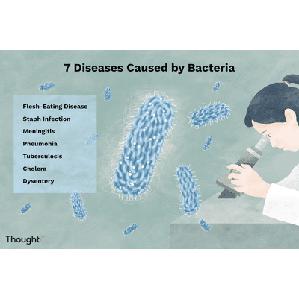 7 Diseases Caused by Bacteria
Flesh-Eating Disease
Staph Infection
Meningitis
Pneumonia
Tuberculosis
Cholera
Dysentery
Thought